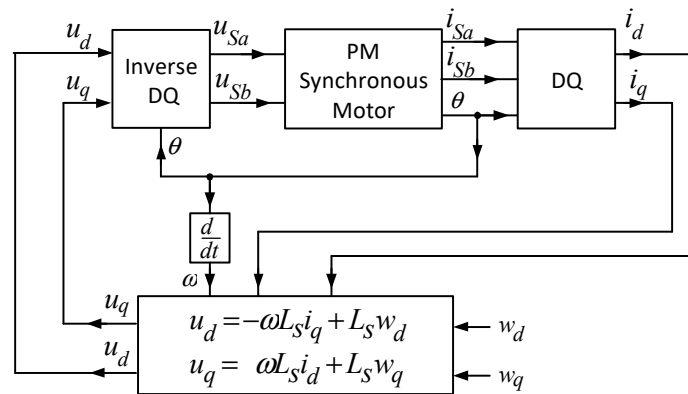 u_d
u_q
Inverse
DQ
θ
u_Sa
u_Sb
PM
Synchronous
Motor
i_Sa
i_Sb
θ
DQ
i_d
i_q
d
dt
ω
u_q
u_d
u_d = -ωL_S i_q + L_S w_d
u_q = ωL_S i_d + L_S w_q
w_d
w_q